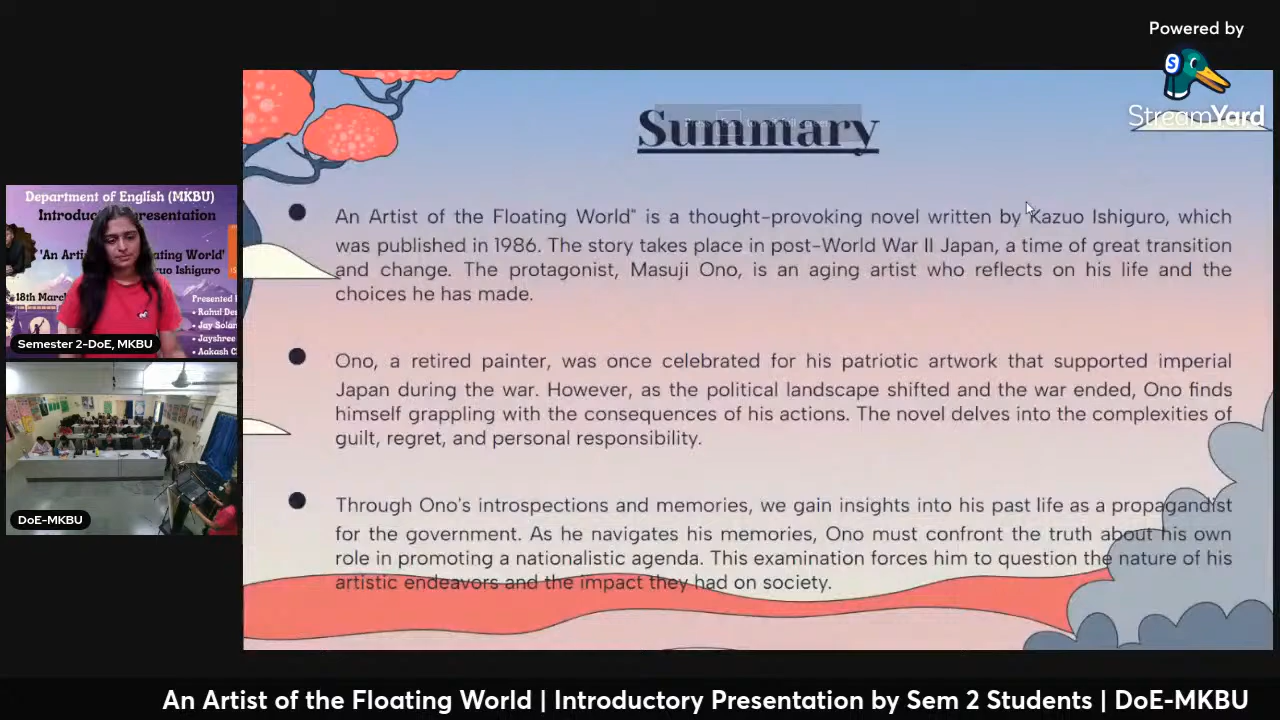 Powered by
S
StreamYard
Summary
An Artist of the Floating World" is a thought-provoking novel written by Kazuo Ishiguro, which
was published in 1986. The story takes place in post-World War II Japan, a time of great transition
and change. The protagonist, Masuji Ono, is an aging artist who reflects on his life and the
choices he has made.
Ono, a retired painter, was once celebrated for his patriotic artwork that supported imperial
Japan during the war. However, as the political landscape shifted and the war ended, Ono finds
himself grappling with the consequences of his actions. The novel delves into the complexities of
guilt, regret, and personal responsibility.
Through Ono's introspections and memories, we gain insights into his past life as a propagandist
for the government. As he navigates his memories, Ono must confront the truth about his own
role in promoting a nationalistic agenda. This examination forces him to question the nature of his
artistic endeavors and the impact they had on society.
Department of English (MKBU)
18th March
Presented
• Rahul
• Jay
• Jayshree
• Aakash
Semester 2-DoE, MKBU
DoE-MKBU
An Artist of the Floating World | Introductory Presentation by Sem 2 Students | DoE-MKBU